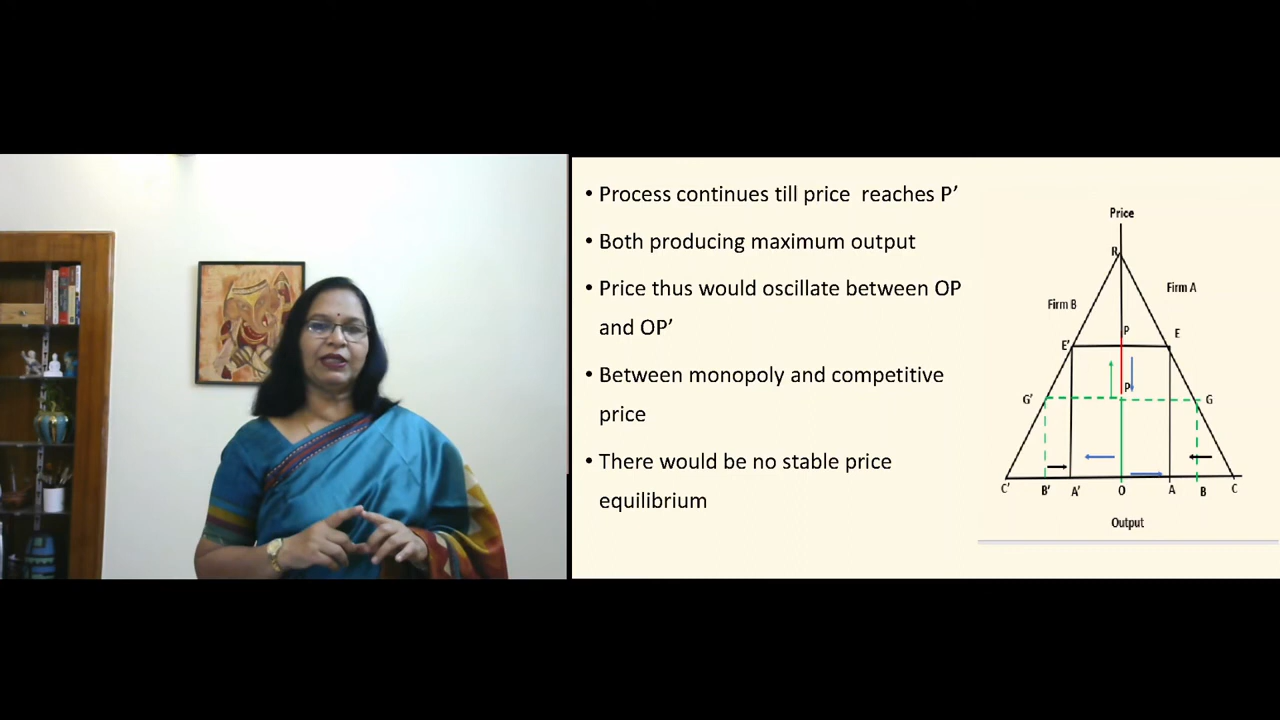 • Process continues till price reaches P’
• Both producing maximum output
• Price thus would oscillate between OP
and OP’
• Between monopoly and competitive
price
• There would be no stable price
equilibrium
Price
R
Firm A
Firm B
P
E
E’
P
G’
G
C’
B’
A’
O
A
B
C
Output